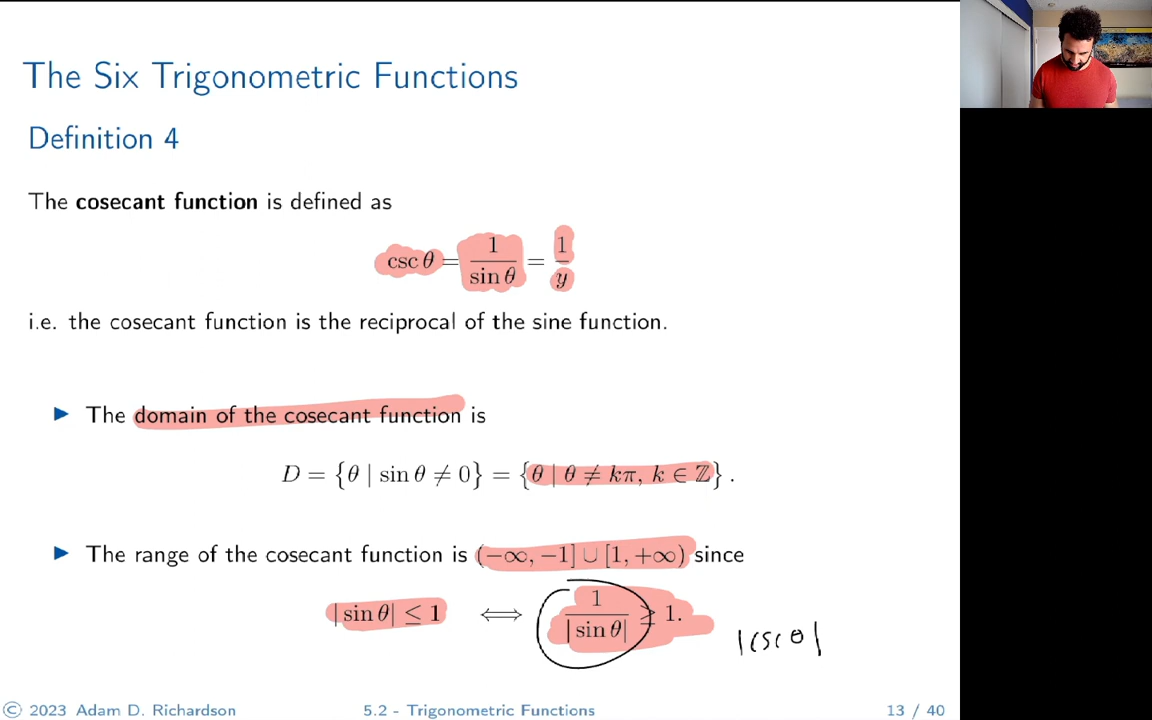 The Six Trigonometric Functions
Definition 4
The cosecant function is defined as
csc θ = 1/sin θ = 1/y
i.e. the cosecant function is the reciprocal of the sine function.
▶ The domain of the cosecant function is
D = {θ | sin θ ≠ 0} = {θ | θ ≠ kπ, k ∈ ℤ} .
▶ The range of the cosecant function is (−∞, −1] ∪ [1, +∞) since
|sin θ| ≤ 1 ⟺ 1/|sin θ| ≥ 1.
|csc θ|
© 2023 Adam D. Richardson 5.2 - Trigonometric Functions 13 / 40